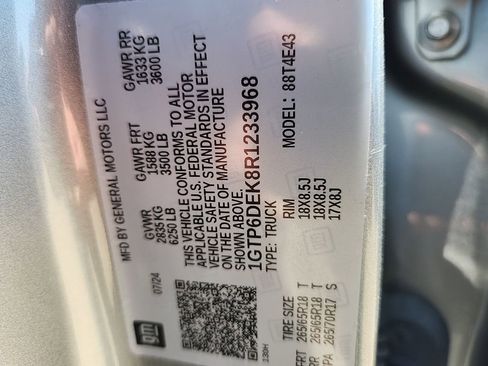 MFD BY GENERAL MOTORS LLC
07/24
GVWR
2835 KG
6250 LB
GAWR FRT
1588 KG
3500 LB
GAWR RR
1633 KG
3600 LB
THIS VEHICLE CONFORMS TO ALL
APPLICABLE U.S. FEDERAL MOTOR
VEHICLE SAFETY STANDARDS IN EFFECT
ON THE DATE OF MANUFACTURE
SHOWN ABOVE.
1GTP6DEK8R1233968
TYPE: TRUCK
MODEL: 88T4E43
gm
TIRE SIZE
RIM
FRT 265/65R18 T
18X8.5J
RR 265/65R18 T
18X8.5J
PA 265/70R17 S
17X8J